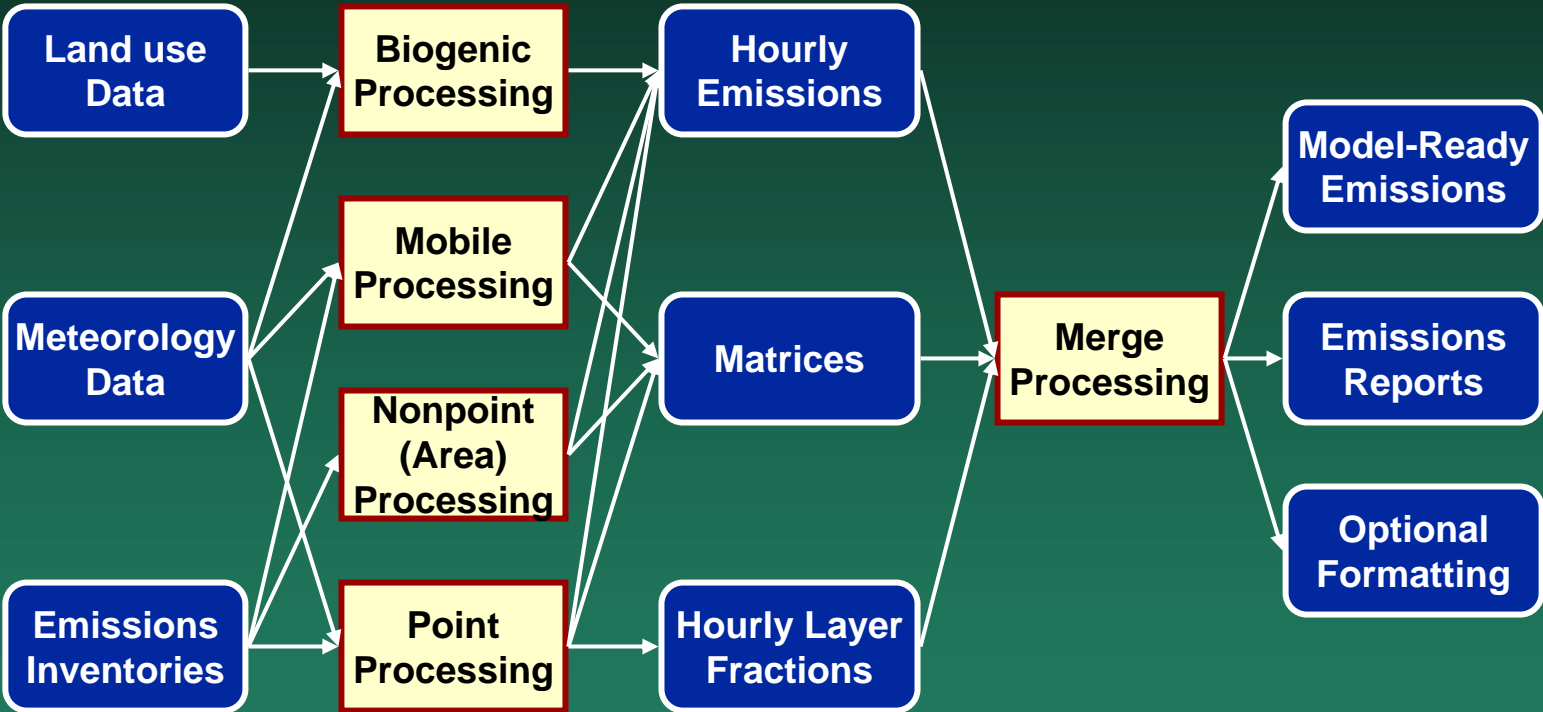 Land use
Data
Meteorology
Data
Emissions
Inventories
Biogenic
Processing
Mobile
Processing
Nonpoint
(Area)
Processing
Point
Processing
Hourly
Emissions
Matrices
Hourly Layer
Fractions
Merge
Processing
Model-Ready
Emissions
Emissions
Reports
Optional
Formatting